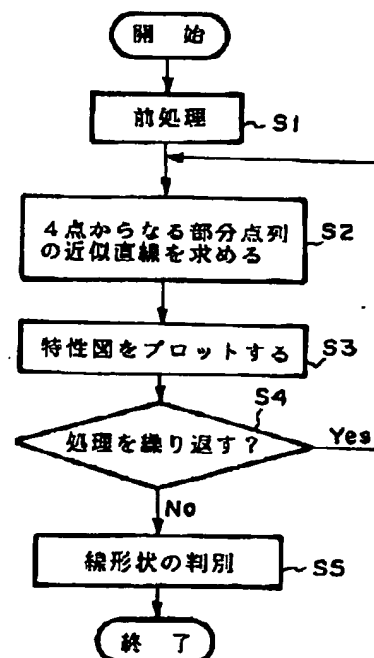 開 始
前処理
S1
4点からなる部分点列
の近似直線を求める
S2
特性図をプロットする
S3
S4
処理を繰り返す？
Yes
No
線形状の判別
S5
終 了